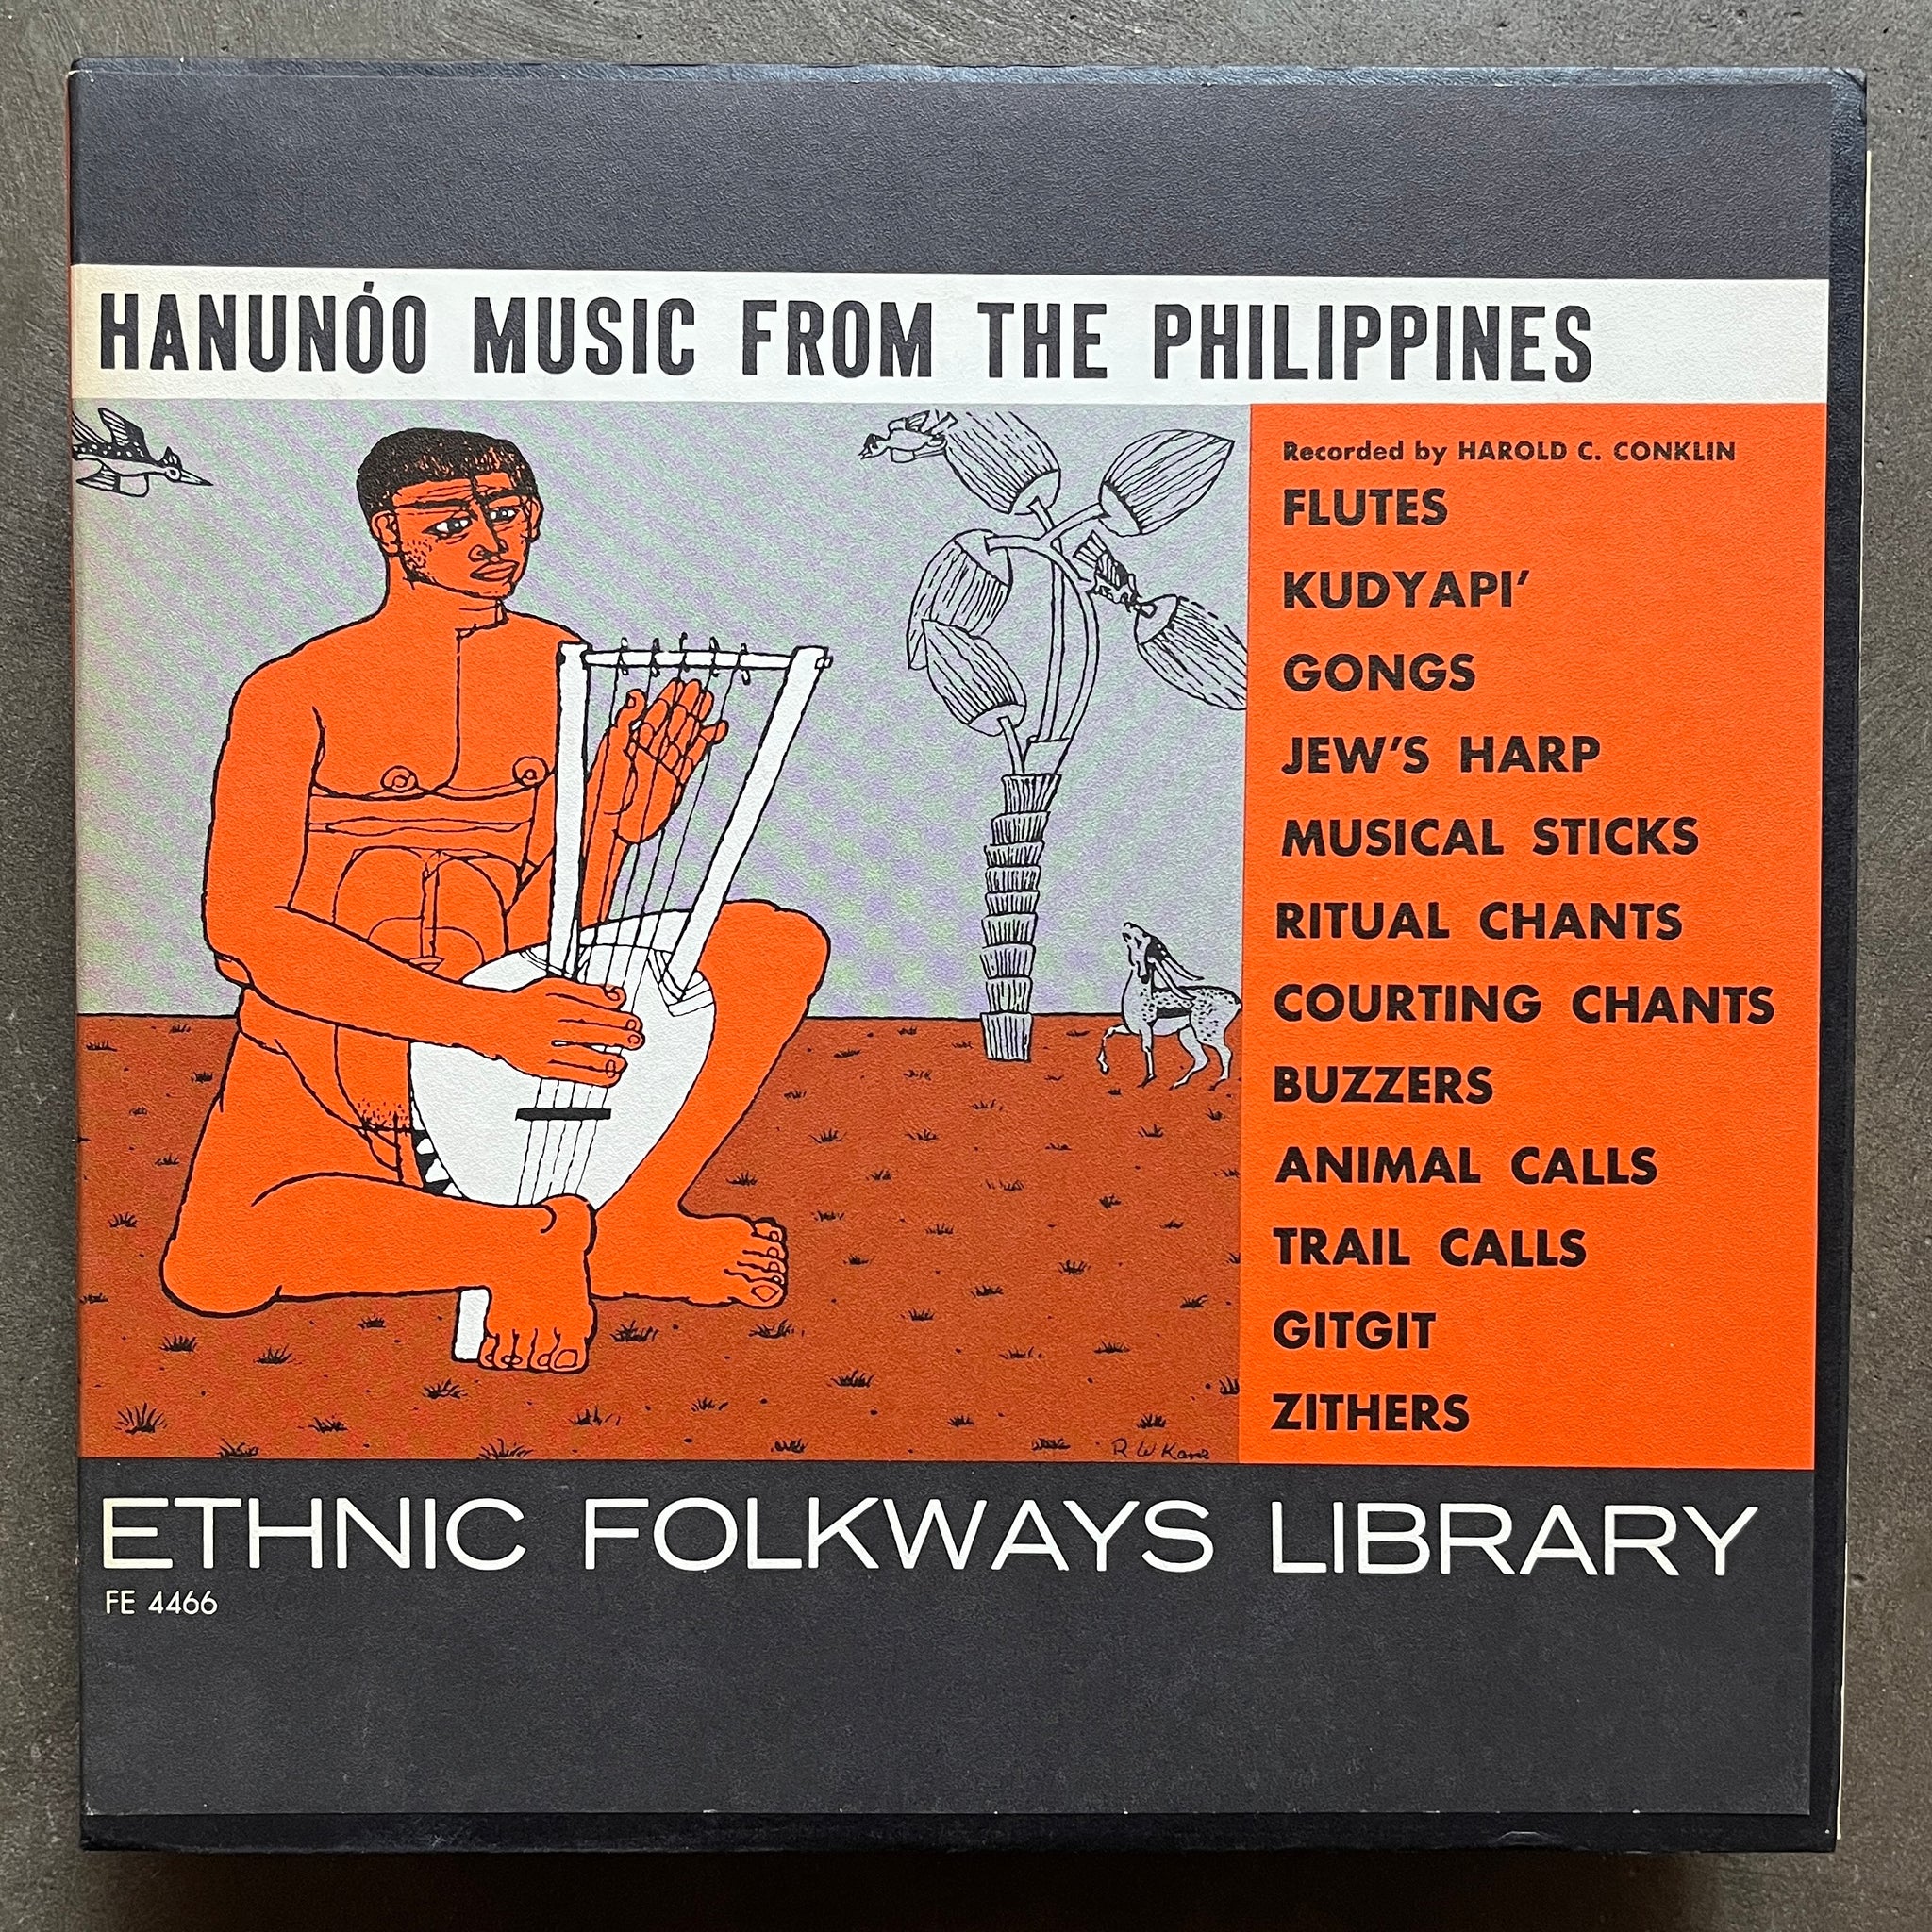 HANUNÓO MUSIC FROM THE PHILIPPINES
Recorded by HAROLD C. CONKLIN
FLUTES
KUDYAPI’
GONGS
JEW’S HARP
MUSICAL STICKS
RITUAL CHANTS
COURTING CHANTS
BUZZERS
ANIMAL CALLS
TRAIL CALLS
GITGIT
ZITHERS
R W Kane
ETHNIC FOLKWAYS LIBRARY
FE 4466